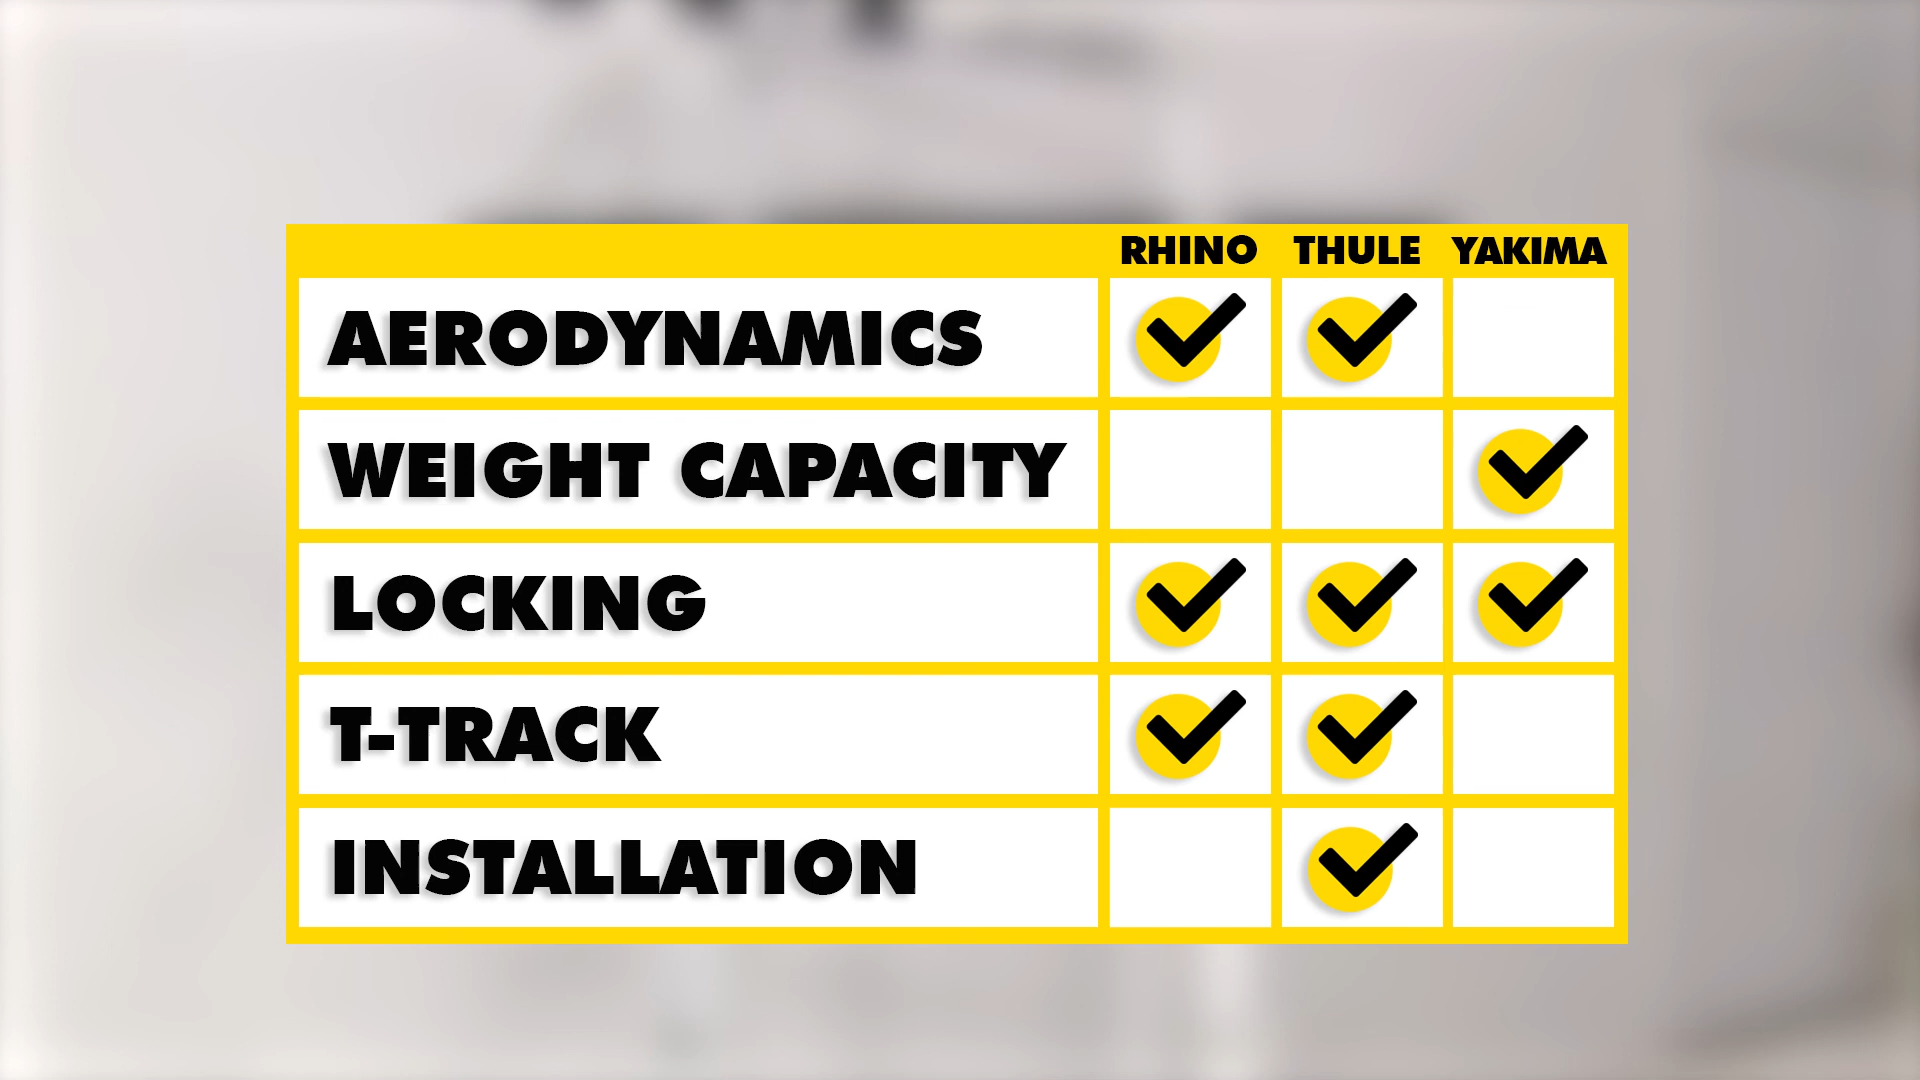 RHINO THULE YAKIMA
AERODYNAMICS
WEIGHT CAPACITY
LOCKING
T-TRACK
INSTALLATION